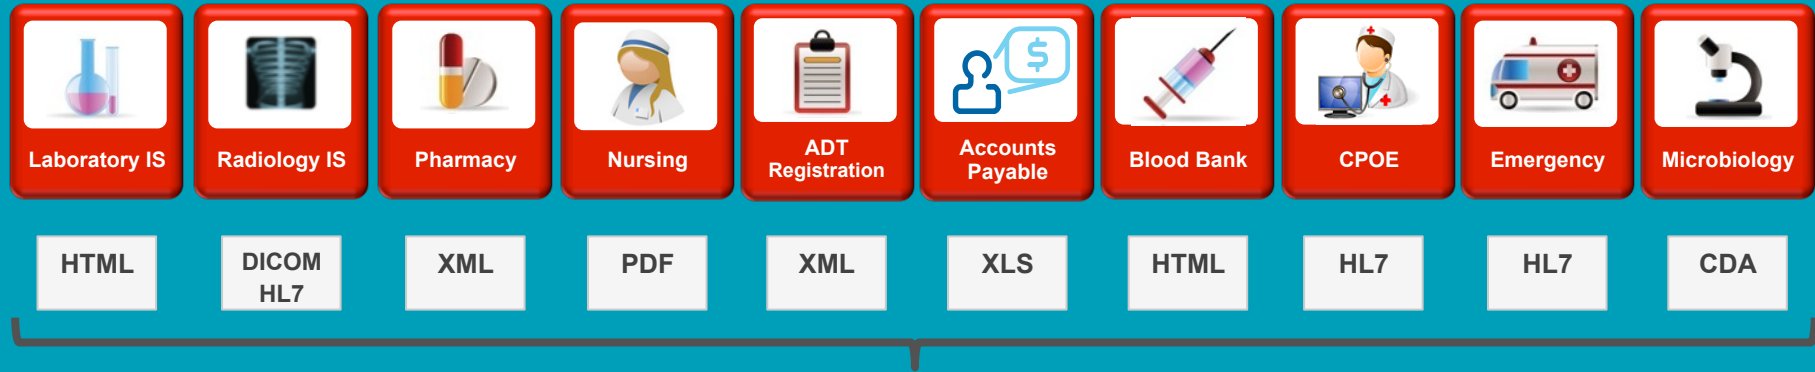 Laboratory IS
Radiology IS
Pharmacy
Nursing
ADT
Registration
$
Accounts
Payable
Blood Bank
CPOE
Emergency
Microbiology
HTML
DICOM
HL7
XML
PDF
XML
XLS
HTML
HL7
HL7
CDA